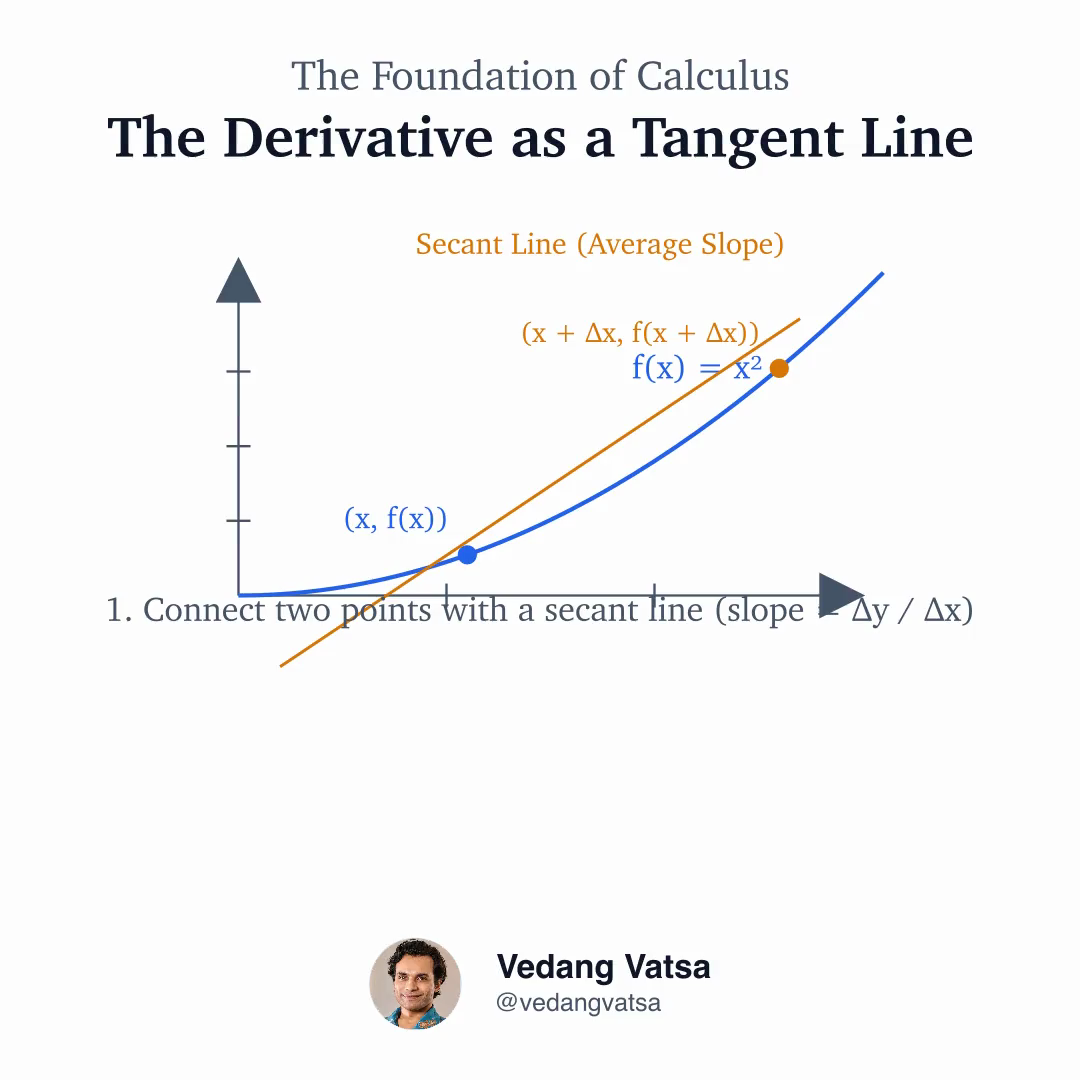 The Foundation of Calculus
The Derivative as a Tangent Line
Secant Line (Average Slope)
(x + Δx, f(x + Δx))
f(x) = x²
(x, f(x))
1. Connect two points with a secant line (slope = Δy / Δx)
Vedang Vatsa
@vedangvatsa